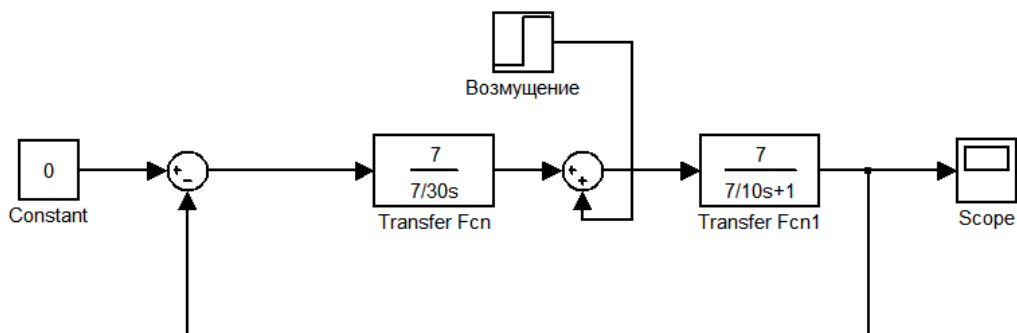 Возмущение
0
Constant
+
−
7
7/30s
Transfer Fcn
+
+
7
7/10s+1
Transfer Fcn1
Scope